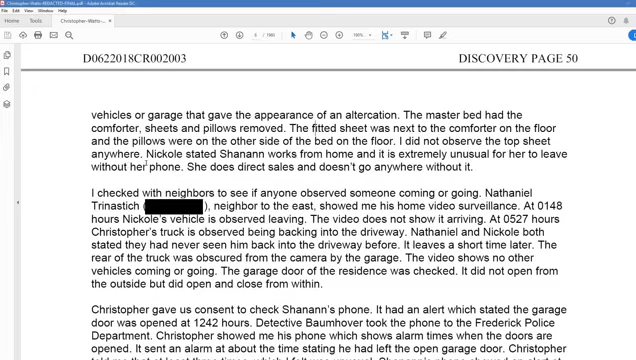 Christopher-Watts-REDACTED-FINAL.pdf - Adobe Acrobat Reader DC
File Edit View Window Help
Home Tools Christopher-Watts-...
D0622018CR002003 DISCOVERY PAGE 50
vehicles or garage that gave the appearance of an altercation. The master bed had the
comforter, sheets and pillows removed. The fitted sheet was next to the comforter on the floor
and the pillows were on the other side of the bed on the floor. I did not observe the top sheet
anywhere. Nickole stated Shanann works from home and it is extremely unusual for her to leave
without her phone. She does direct sales and doesn't go anywhere without it.
I checked with neighbors to see if anyone observed someone coming or going. Nathaniel
Trinastich ( ), neighbor to the east, showed me his home video surveillance. At 0148
hours Nickole's vehicle is observed leaving. The video does not show it arriving. At 0527 hours
Christopher's truck is observed being backing into the driveway. Nathaniel and Nickole both
stated they had never seen him back into the driveway before. It leaves a short time later. The
rear of the truck was obscured from the camera by the garage. The video shows no other
vehicles coming or going. The garage door of the residence was checked. It did not open from
the outside but did open and close from within.
Christopher gave us consent to check Shanann's phone. It had an alert which stated the garage
door was opened at 1242 hours. Detective Baumhover took the phone to the Frederick Police
Department. Christopher showed me his phone which shows alarm times when the doors are
opened. It sent an alarm at about the time stating he had left the open garage door. Christopher